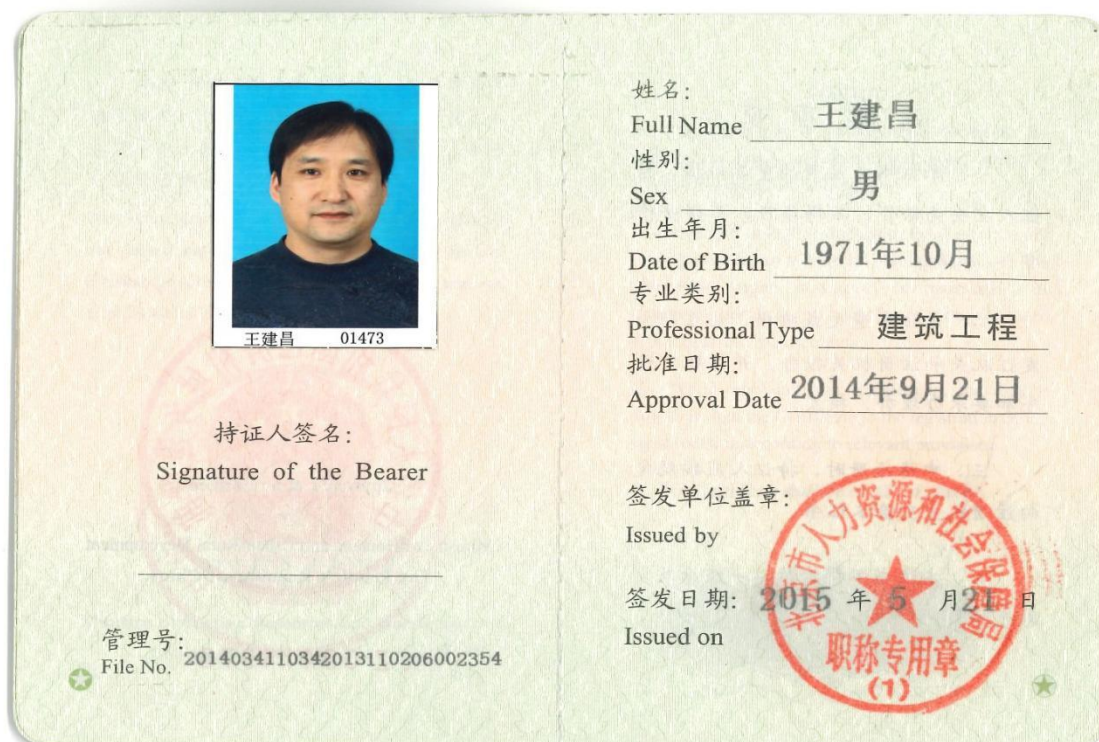 王建昌 01473
持证人签名:
Signature of the Bearer
管理号:
File No. 2014034110342013110206002354
姓名:
Full Name 王建昌
性别:
Sex 男
出生年月:
Date of Birth 1971年10月
专业类别:
Professional Type 建筑工程
批准日期:
Approval Date 2014年9月21日
签发单位盖章:
Issued by
北京市人力资源和社会保障局
签发日期: 2015 年 5 月21 日
Issued on
职称专用章
(1)